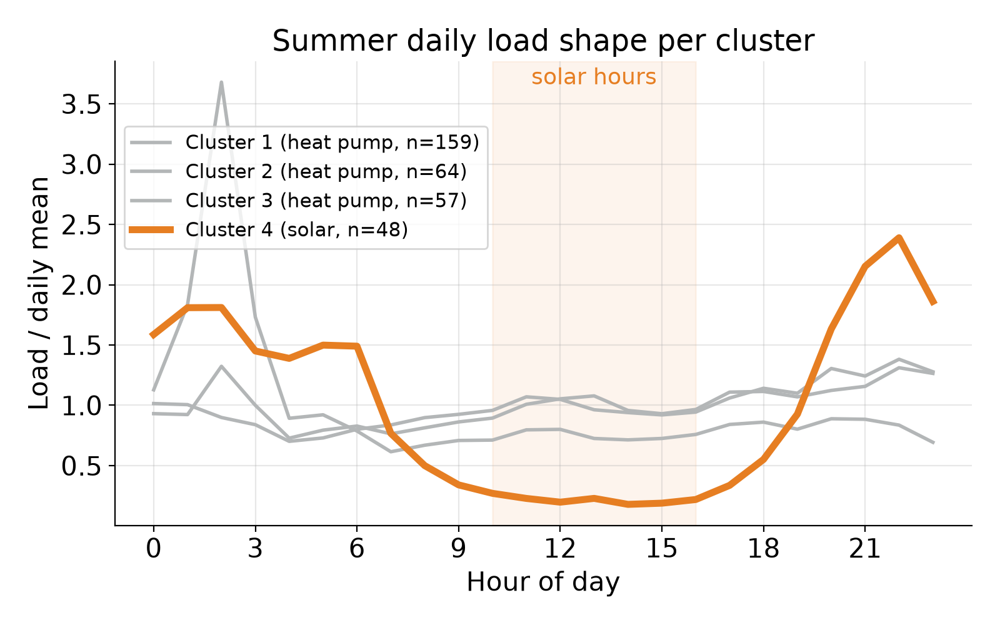 Summer daily load shape per cluster
solar hours
Cluster 1 (heat pump, n=159)
Cluster 2 (heat pump, n=64)
Cluster 3 (heat pump, n=57)
Cluster 4 (solar, n=48)
Load / daily mean
3.5
3.0
2.5
2.0
1.5
1.0
0.5
0 3 6 9 12 15 18 21
Hour of day